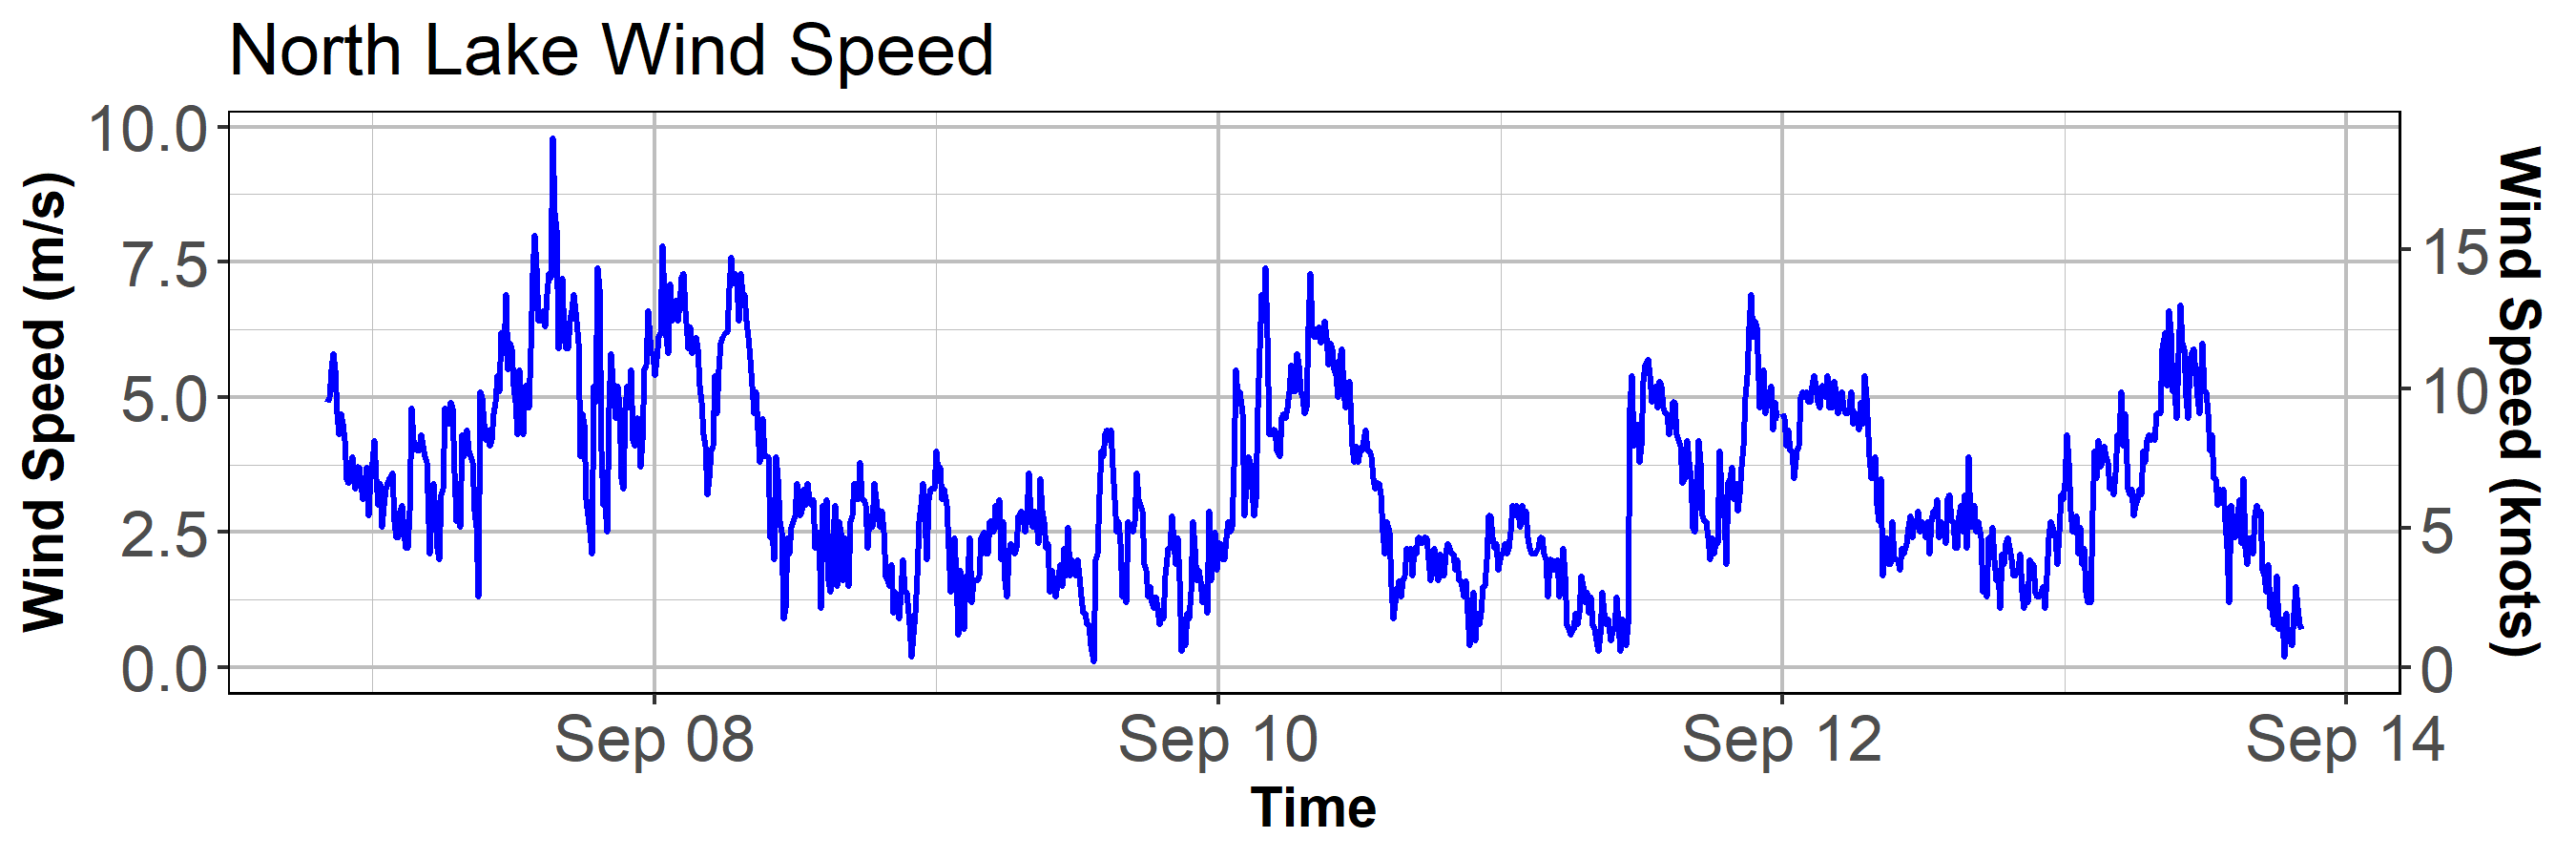 North Lake Wind Speed
Wind Speed (m/s)
10.0
7.5
5.0
2.5
0.0
Wind Speed (knots)
15
10
5
0
Sep 08
Sep 10
Sep 12
Sep 14
Time